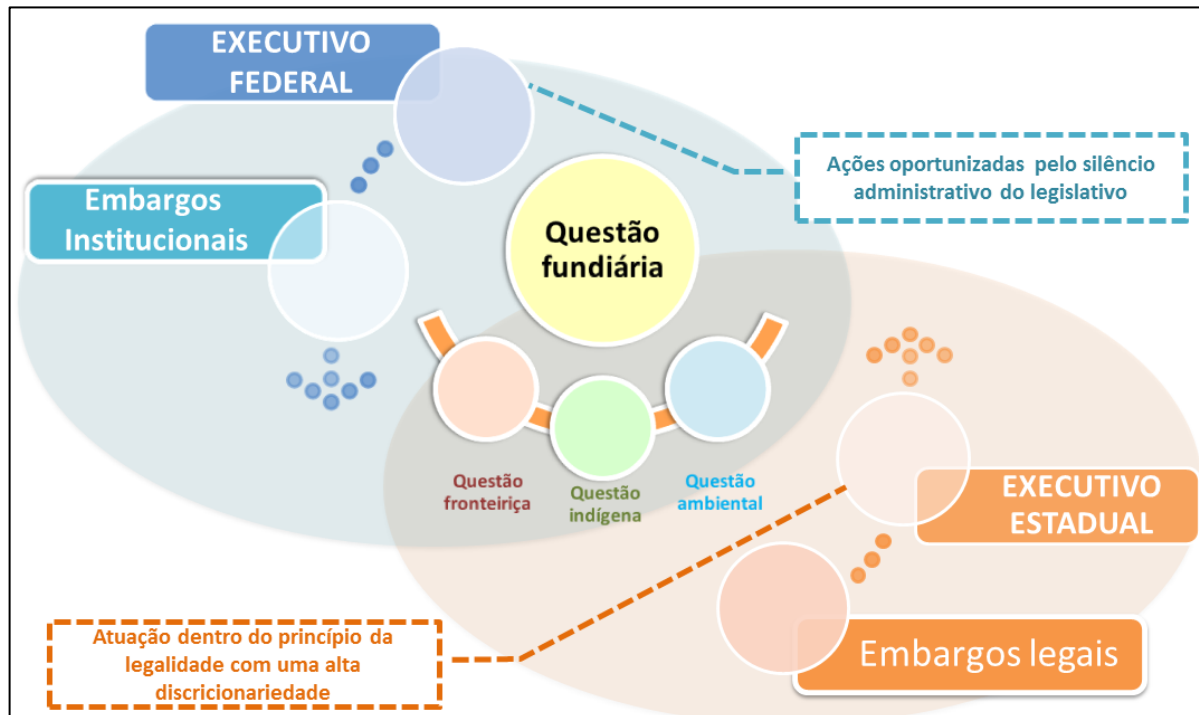 EXECUTIVO
FEDERAL
Ações oportunizadas pelo silêncio
administrativo do legislativo
Embargos
Institucionais
Questão
fundiária
Questão
fronteiriça
Questão
indígena
Questão
ambiental
EXECUTIVO
ESTADUAL
Atuação dentro do princípio da
legalidade com uma alta
discricionariedade
Embargos legais